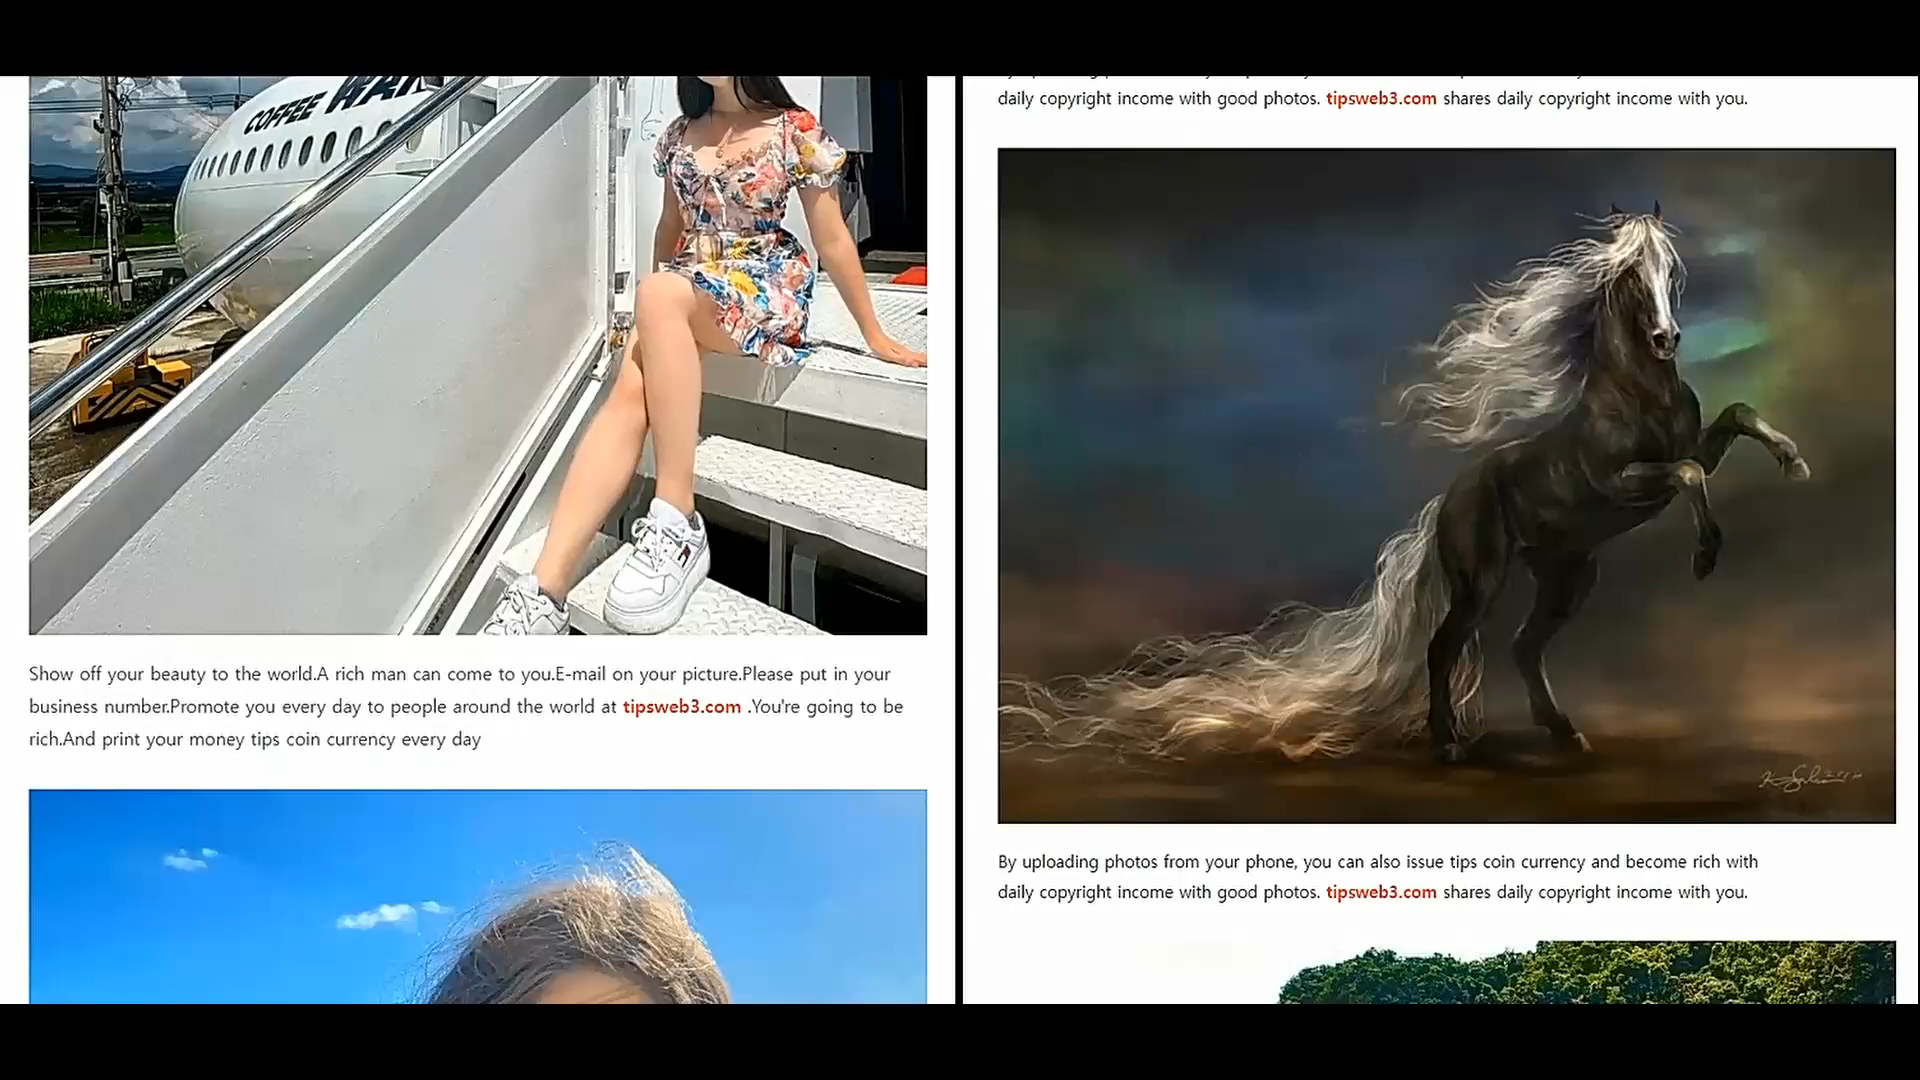 COFFEE
Show off your beauty to the world.A rich man can come to you.E-mail on your picture.Please put in your
business number.Promote you every day to people around the world at tipsweb3.com .You're going to be
rich.And print your money tips coin currency every day
daily copyright income with good photos. tipsweb3.com shares daily copyright income with you.
By uploading photos from your phone, you can also issue tips coin currency and become rich with
daily copyright income with good photos. tipsweb3.com shares daily copyright income with you.